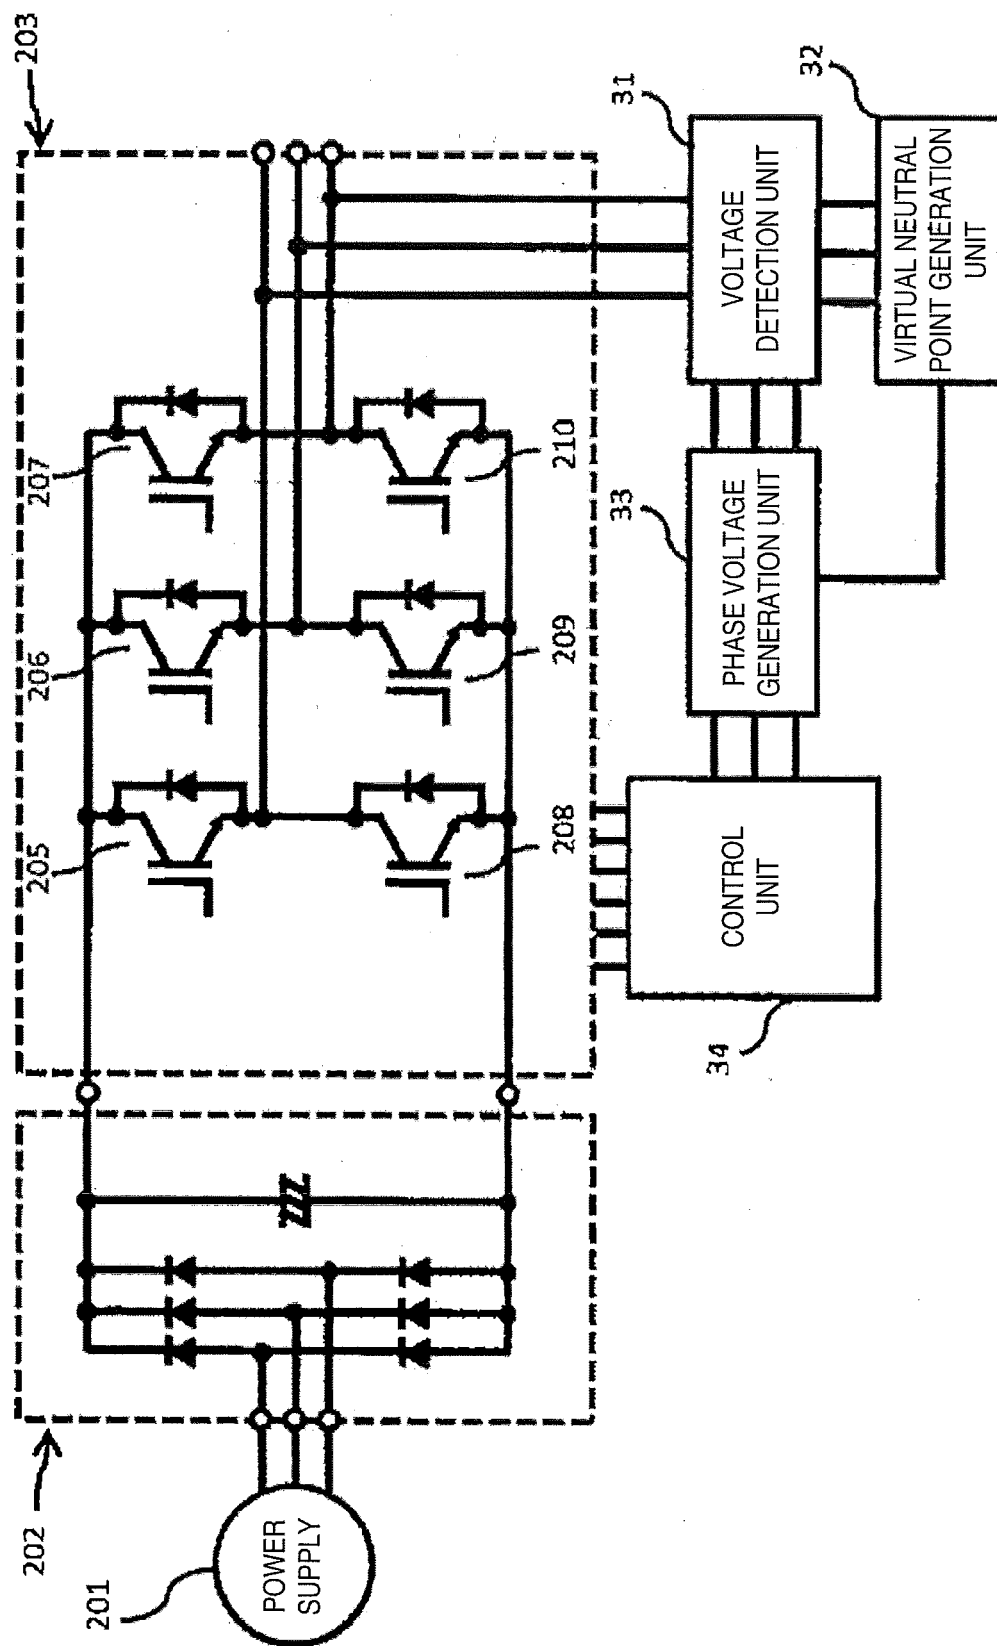 203
202
201
POWER
SUPPLY
205
206
207
208
209
210
31
VOLTAGE
DETECTION UNIT
32
VIRTUAL NEUTRAL
POINT GENERATION
UNIT
33
PHASE VOLTAGE
GENERATION UNIT
CONTROL
UNIT
34